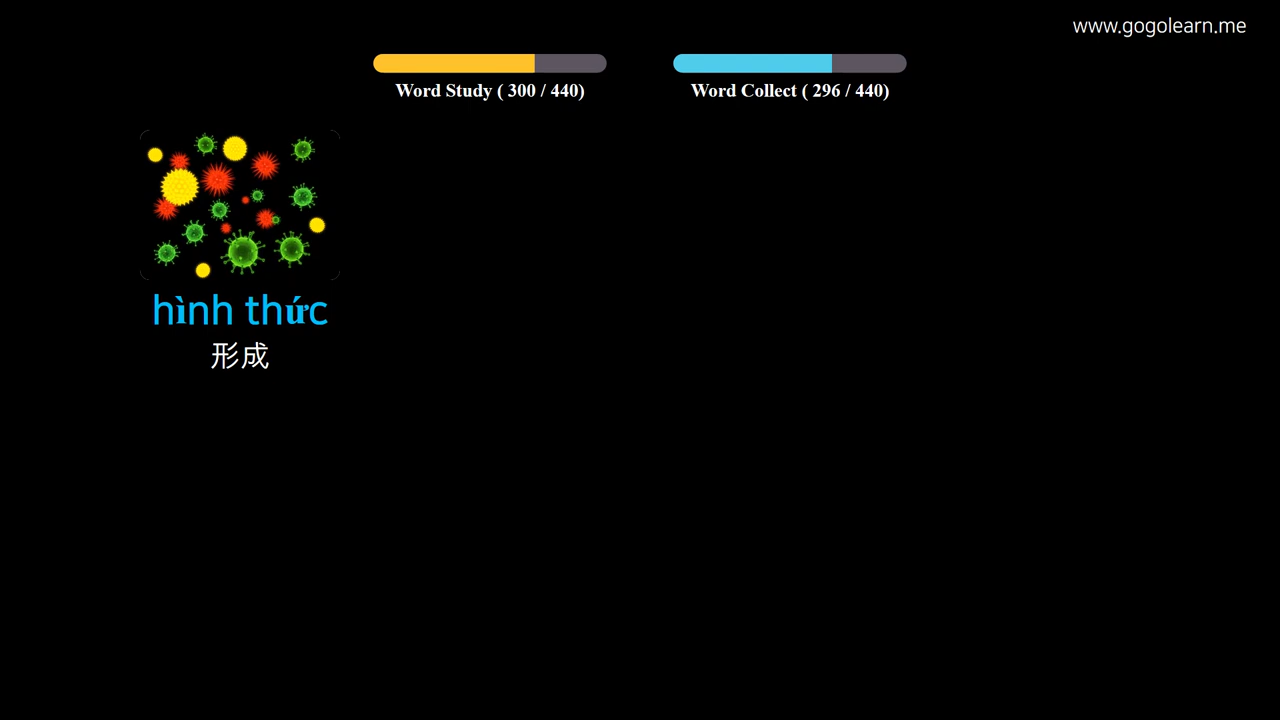 www.gogolearn.me
Word Study ( 300 / 440)
Word Collect ( 296 / 440)
hình thức
形成